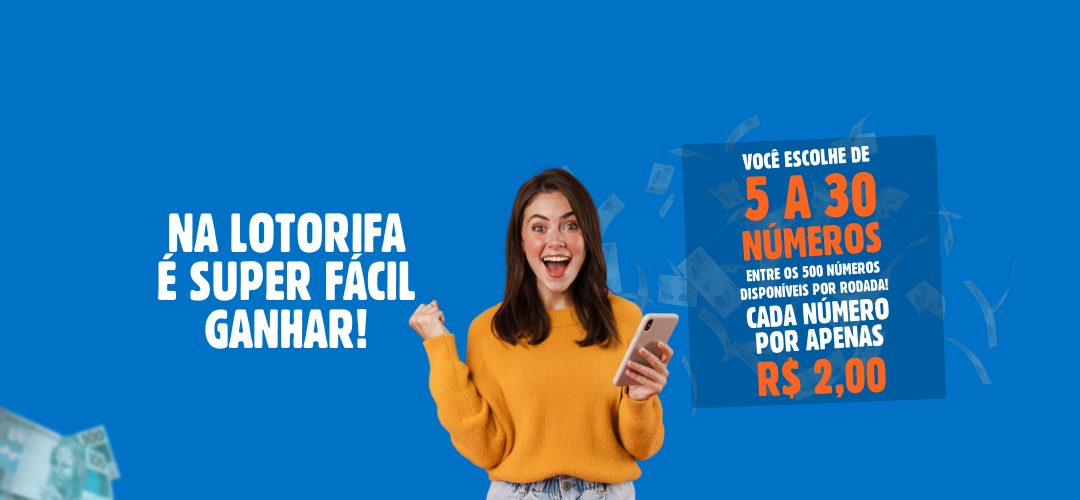 NA LOTORIFA
É SUPER FÁCIL
GANHAR!
VOCÊ ESCOLHE DE
5 A 30
NÚMEROS
ENTRE OS 500 NÚMEROS
DISPONÍVEIS POR RODADA!
CADA NÚMERO
POR APENAS
R$ 2,00
100